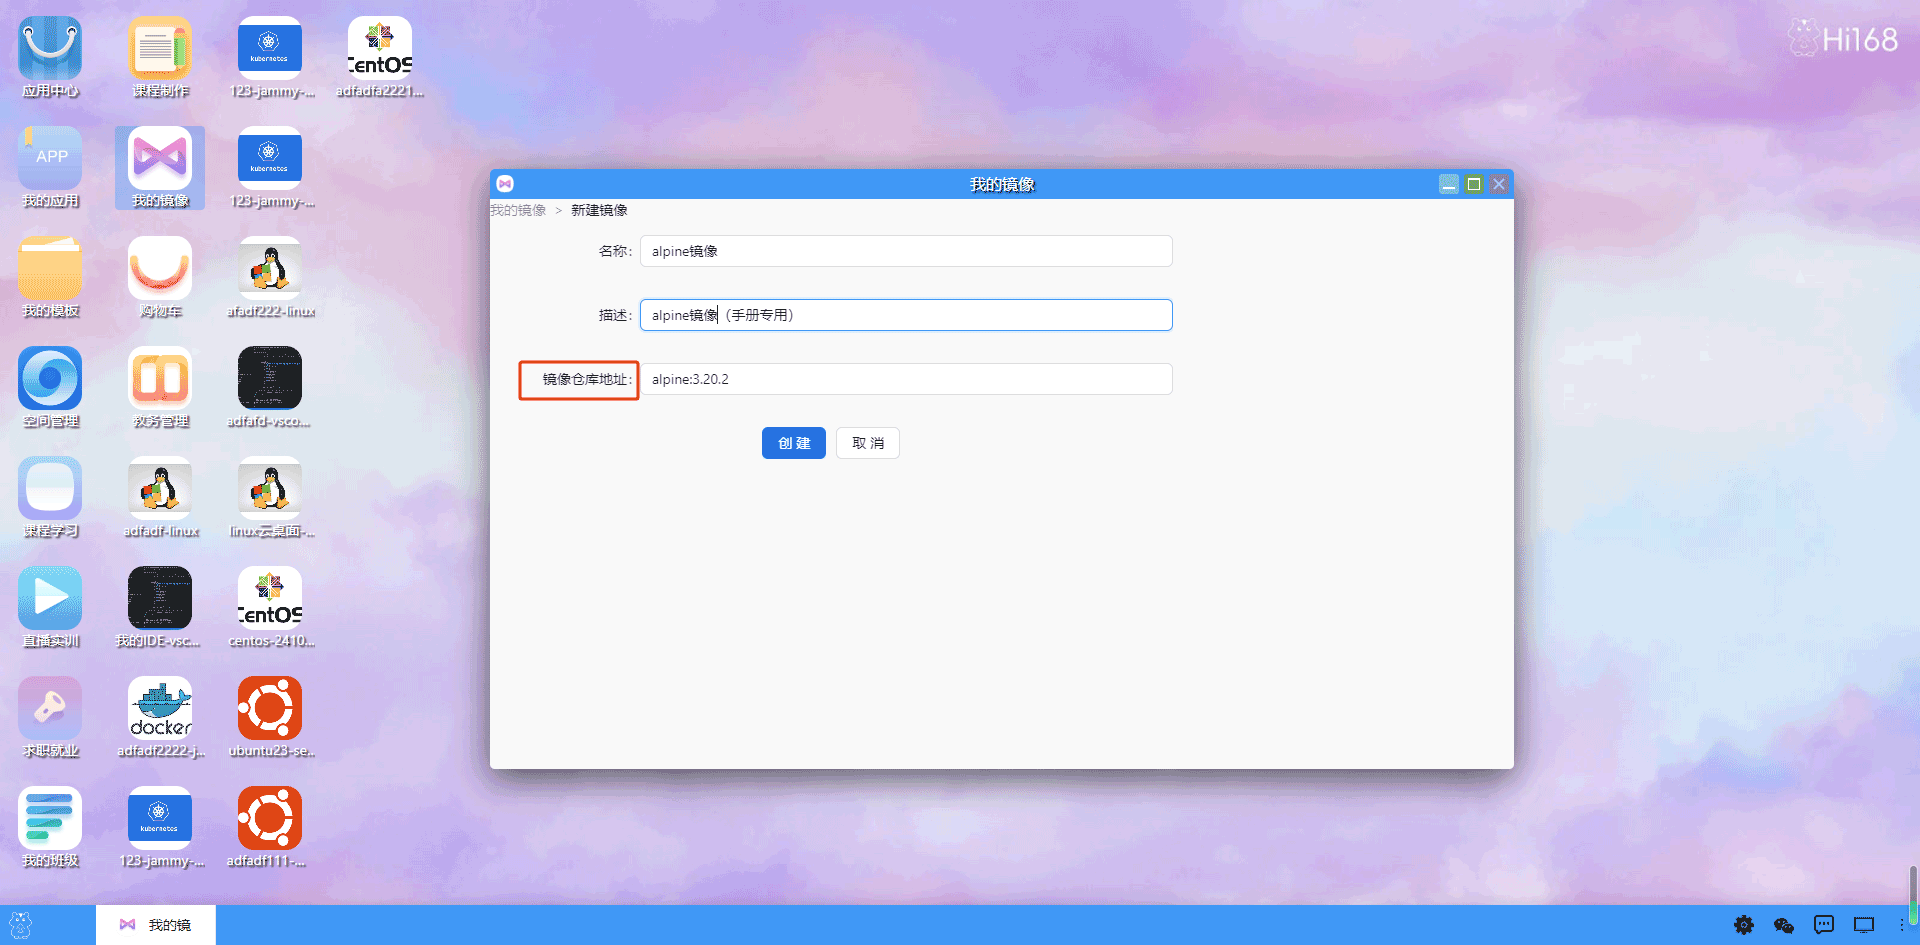 应用中心
课程制作
kubernetes
123-jammy-...
CentOS
adfadfa2221...
Hi168
APP
我的应用
我的镜像
kubernetes
123-jammy-...
我的模板
购物车
afadf222-linux
空间管理
教务管理
adfafd-vsco...
课程学习
adfadf-linux
linux云桌面-...
直播实训
我的IDE-vsc...
CentOS
centos-2410...
求职就业
docker
adfadf2222-j...
ubuntu23-se...
我的班级
kubernetes
123-jammy-...
adfadf111-...
我的镜像
我的镜像 > 新建镜像
名称: alpine镜像
描述: alpine镜像（手册专用）
镜像仓库地址: alpine:3.20.2
创 建 取 消
我的镜